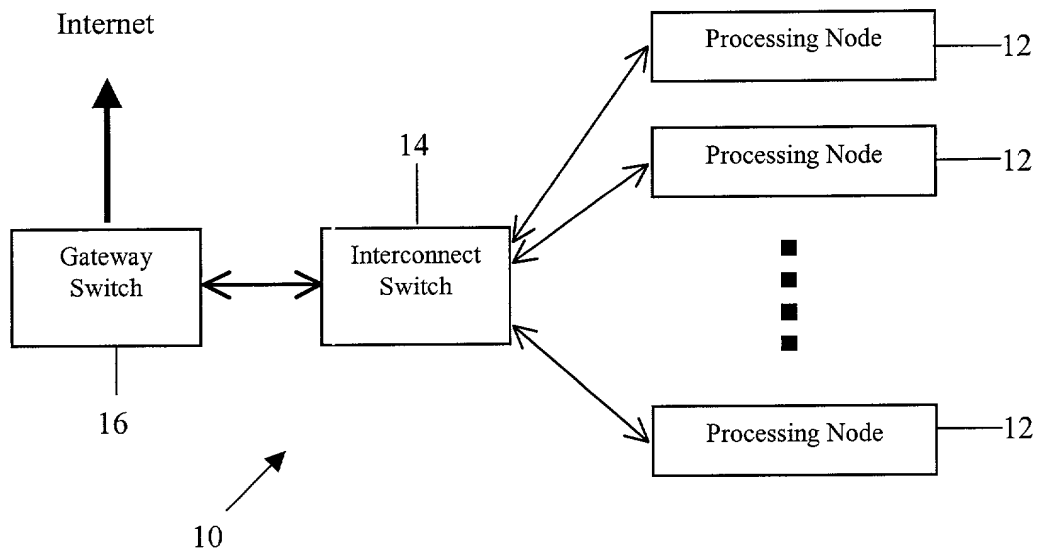 Internet
Processing Node
12
Processing Node
12
14
Gateway
Switch
Interconnect
Switch
16
Processing Node
12
10